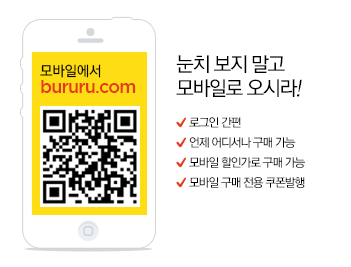 모바일에서
bururu.com
눈치 보지 말고
모바일로 오시라!
로그인 간편
언제 어디서나 구매 가능
모바일 할인가로 구매 가능
모바일 구매 전용 쿠폰발행